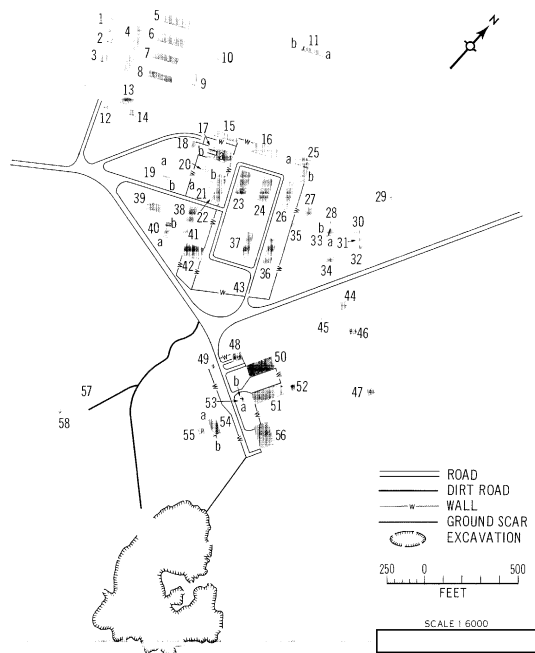 N
1
5
2
4
6
3
7
8
9
10
b
11
a
13
12
14
17
15
18
b
16
a
20
b
a
25
b
19
b
a
21
22
23
24
26
27
28
29
39
38
40
b
a
41
42
37
36
35
b
33
a
30
31
32
34
43
44
45
46
47
48
49
50
b
52
53
a
51
54
a
55
b
56
57
58
ROAD
DIRT ROAD
W WALL
GROUND SCAR
EXCAVATION
250 0 500
FEET
SCALE 1 6000